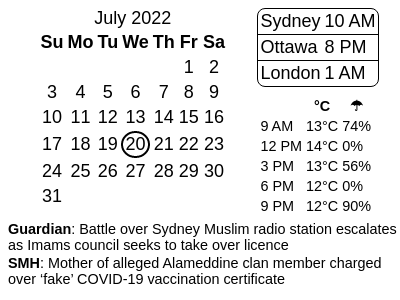 July 2022
Su Mo Tu We Th Fr Sa
1 2
3 4 5 6 7 8 9
10 11 12 13 14 15 16
17 18 19 20 21 22 23
24 25 26 27 28 29 30
31
Sydney 10 AM
Ottawa 8 PM
London 1 AM
°C ☂
9 AM 13°C 74%
12 PM 14°C 0%
3 PM 13°C 56%
6 PM 12°C 0%
9 PM 12°C 90%
Guardian: Battle over Sydney Muslim radio station escalates
as Imams council seeks to take over licence
SMH: Mother of alleged Alameddine clan member charged
over ‘fake’ COVID-19 vaccination certificate